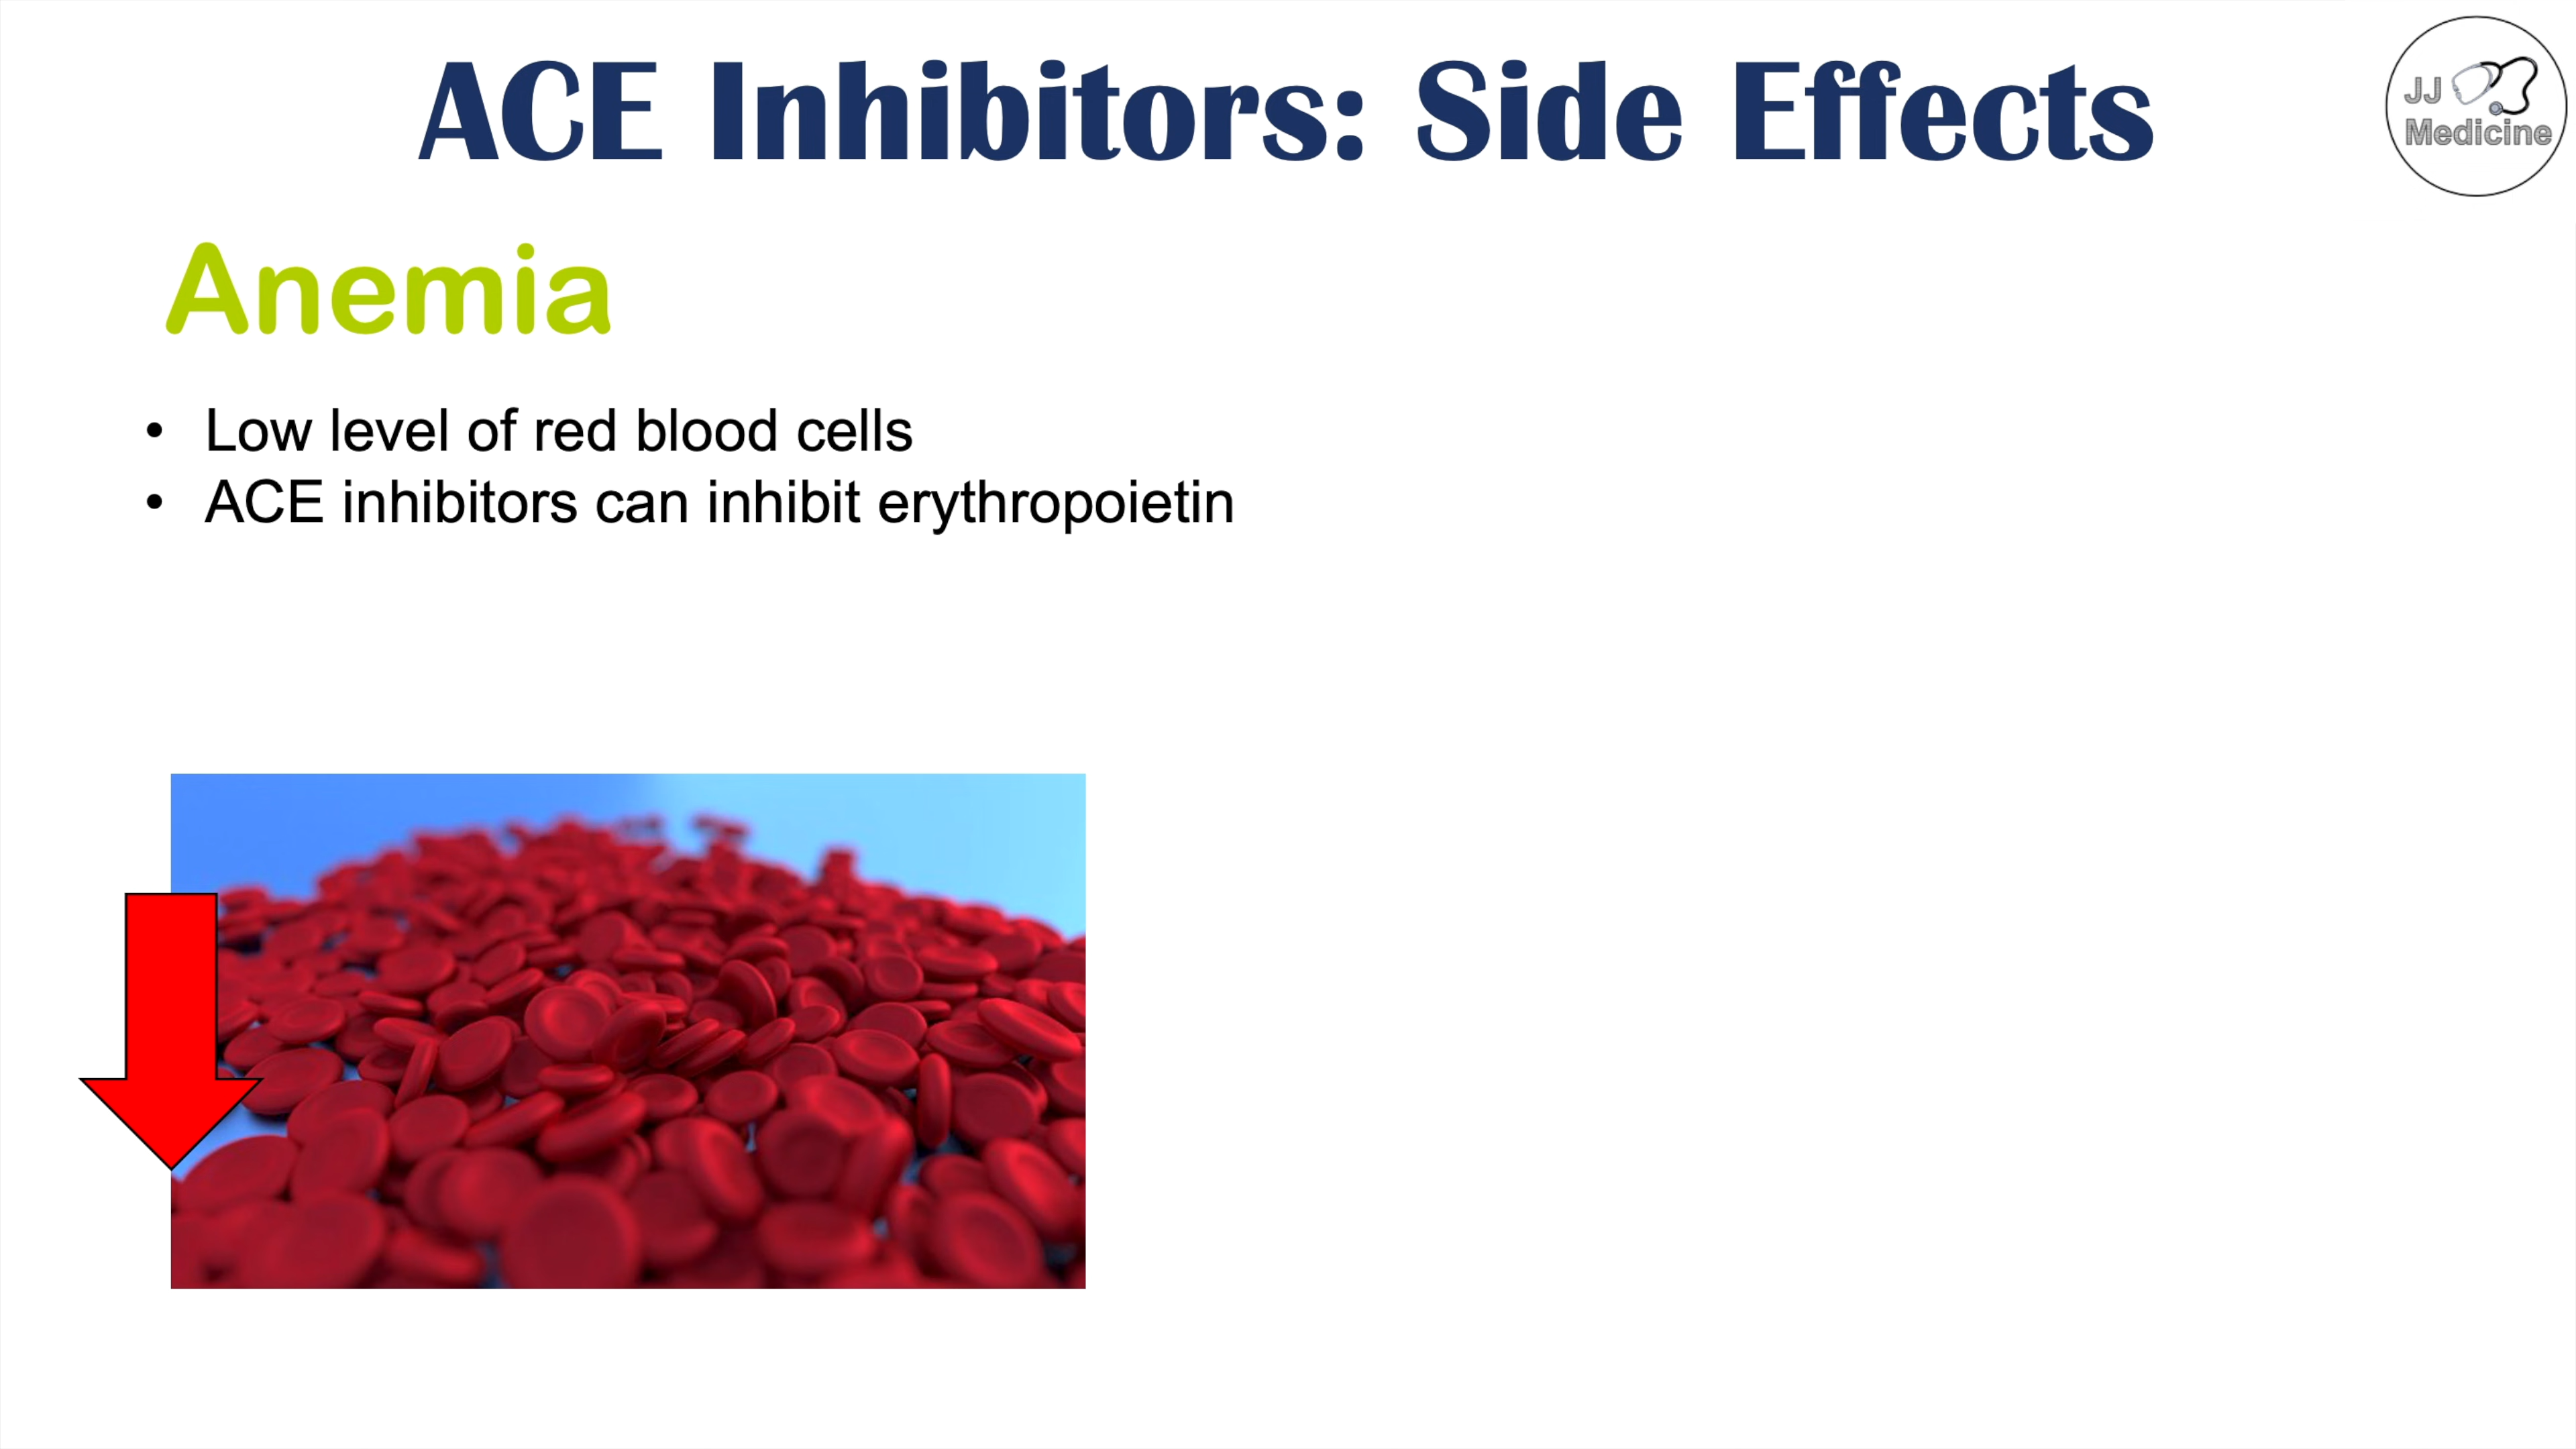 ACE Inhibitors: Side Effects
JJ
Medicine
Anemia
• Low level of red blood cells
• ACE inhibitors can inhibit erythropoietin